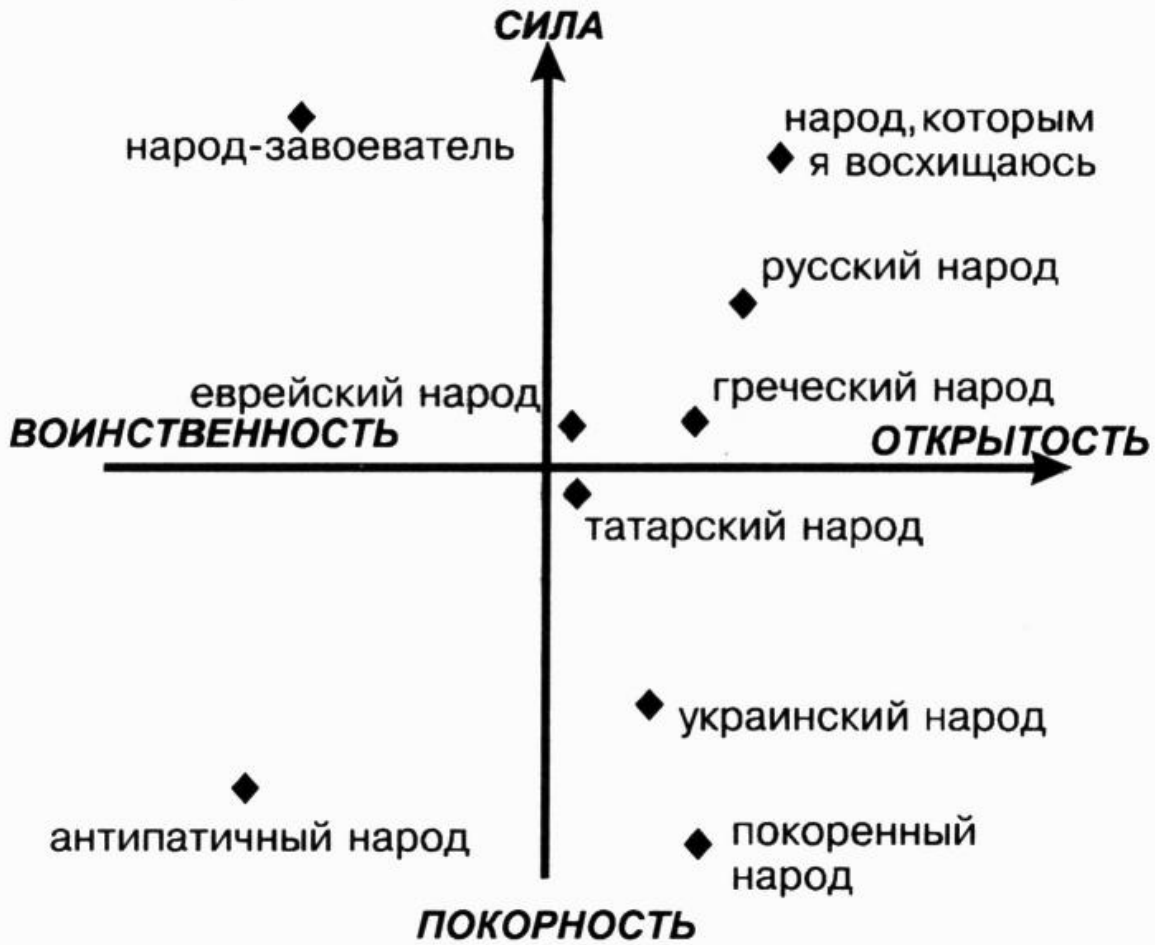 СИЛА
народ-завоеватель
народ, которым
я восхищаюсь
русский народ
еврейский народ
греческий народ
ВОИНСТВЕННОСТЬ
ОТКРЫТОСТЬ
татарский народ
украинский народ
антипатичный народ
покоренный
народ
ПОКОРНОСТЬ